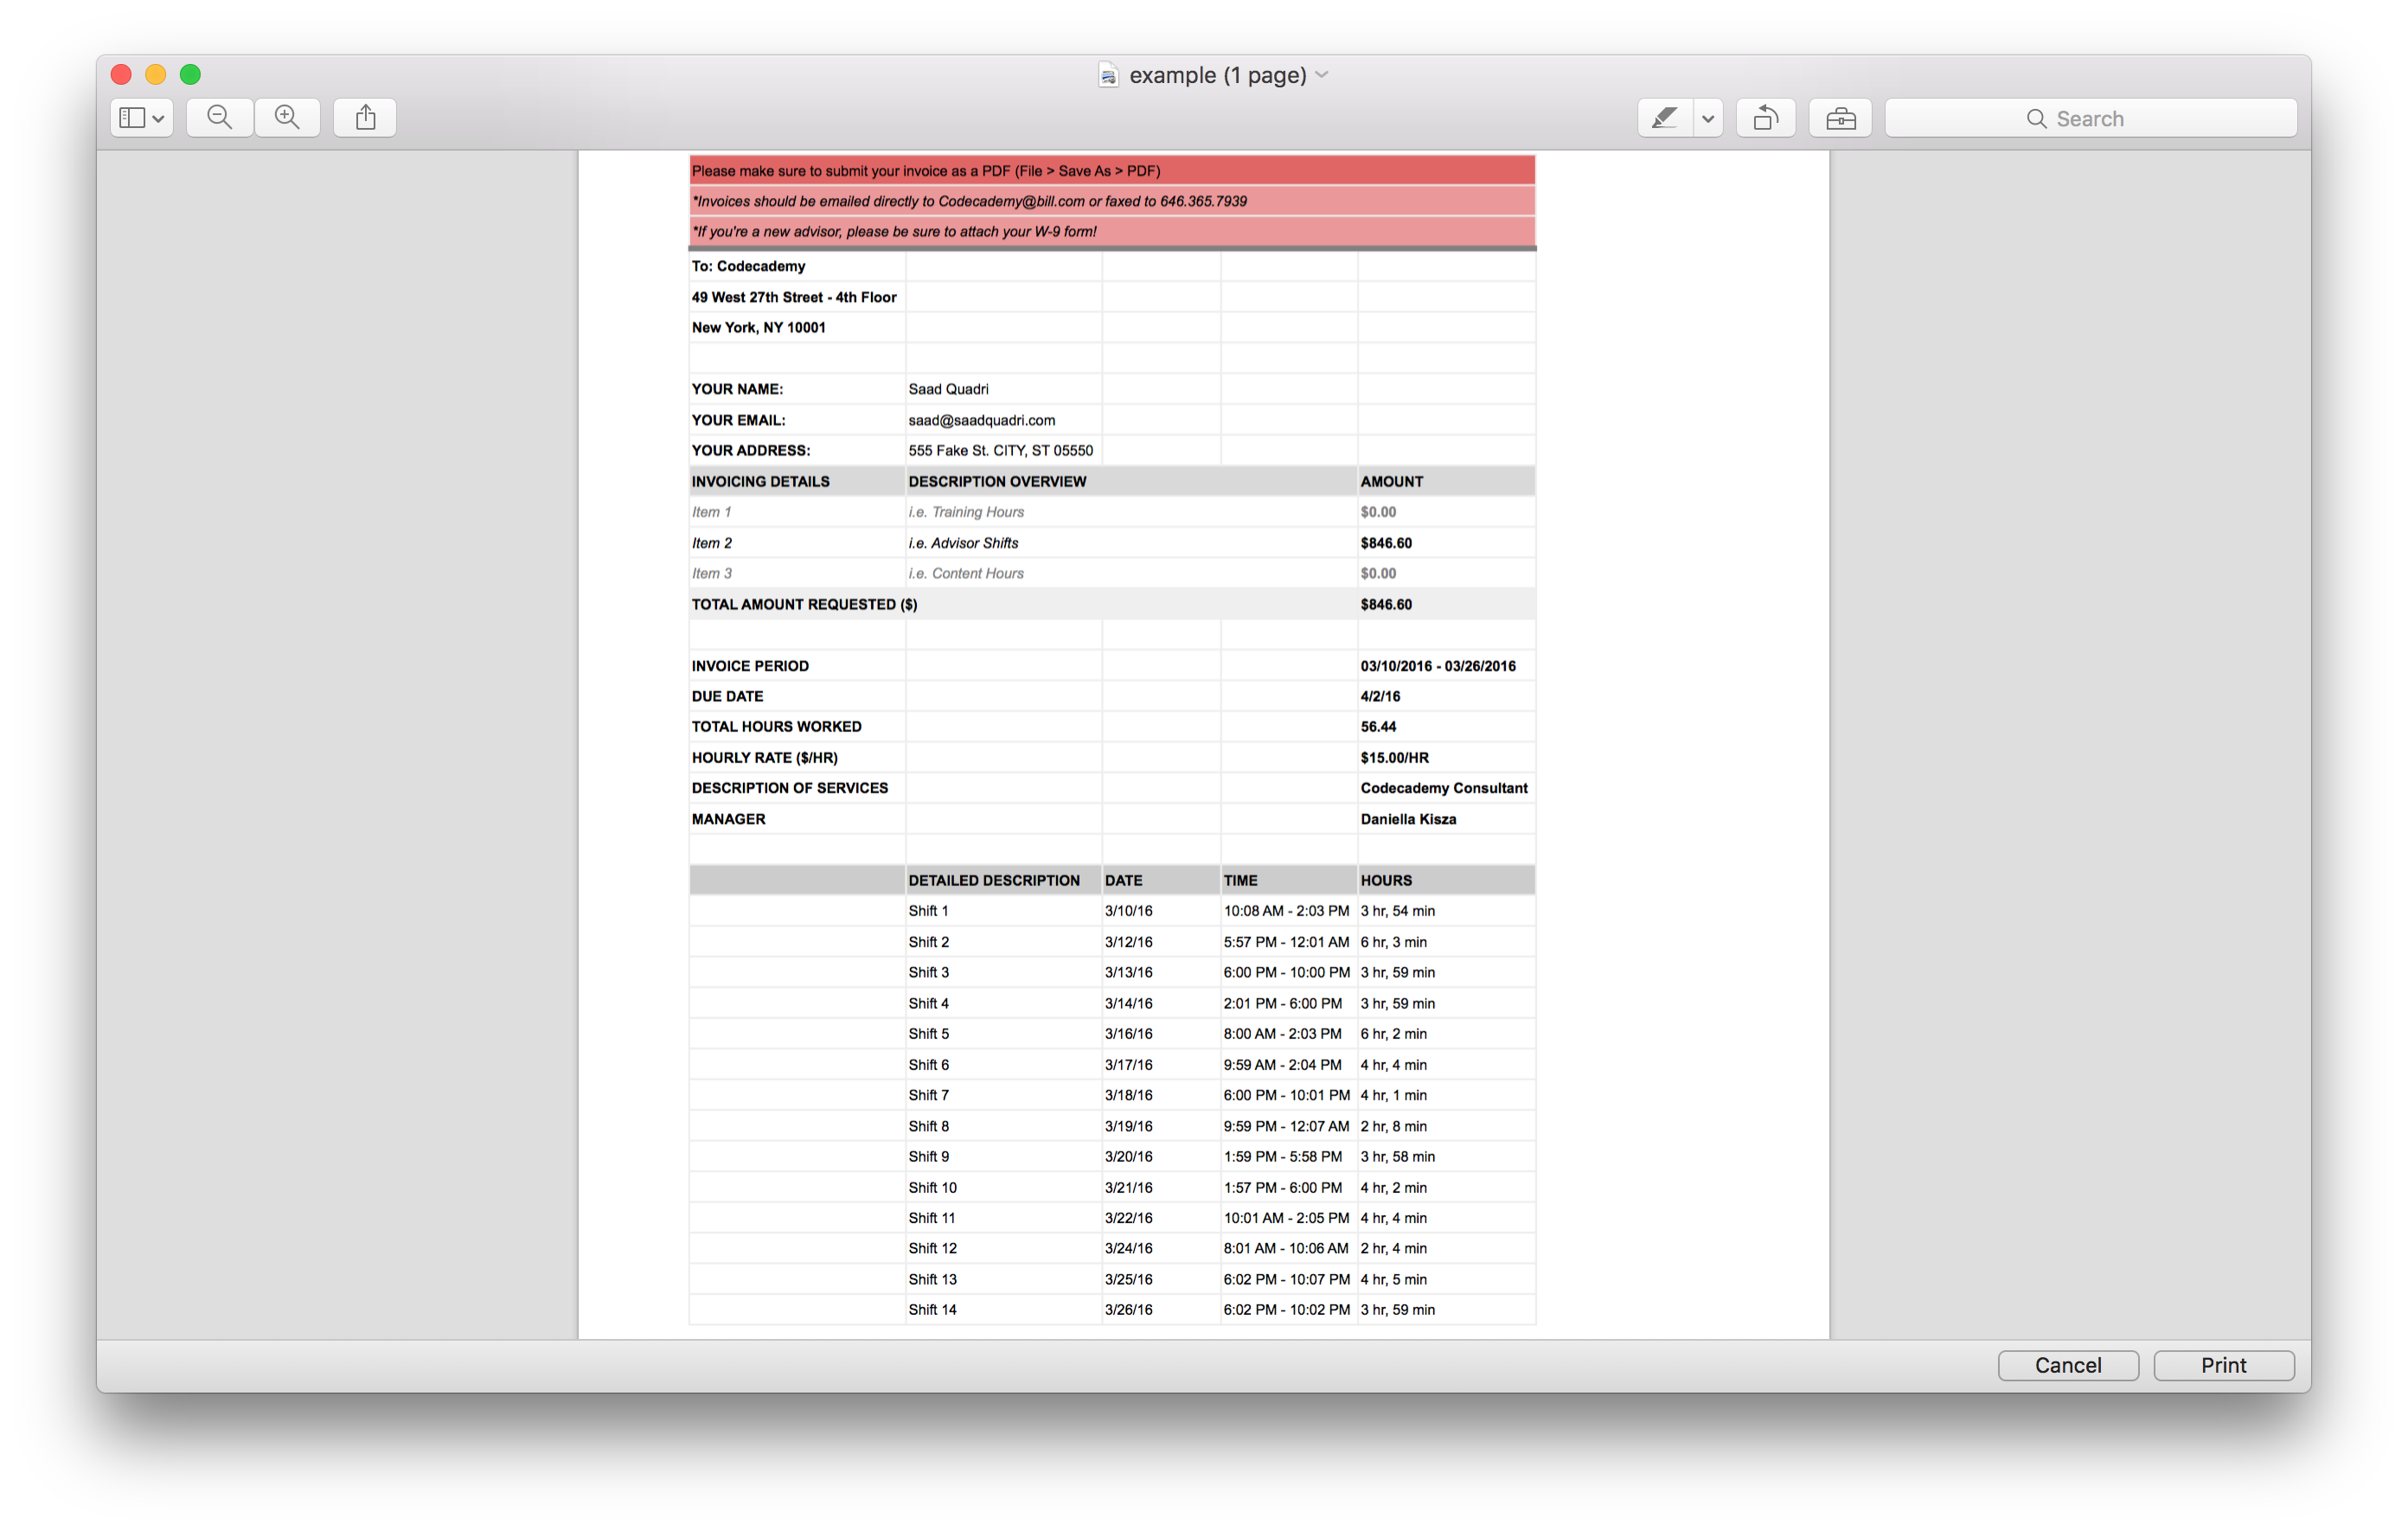 example (1 page)
Search
Please make sure to submit your invoice as a PDF (File > Save As > PDF)
*Invoices should be emailed directly to Codecademy@bill.com or faxed to 646.365.7939
*If you're a new advisor, please be sure to attach your W-9 form!
To: Codecademy
49 West 27th Street - 4th Floor
New York, NY 10001
YOUR NAME: Saad Quadri
YOUR EMAIL: saad@saadquadri.com
YOUR ADDRESS: 555 Fake St. CITY, ST 05550
INVOICING DETAILS DESCRIPTION OVERVIEW AMOUNT
Item 1 i.e. Training Hours $0.00
Item 2 i.e. Advisor Shifts $846.60
Item 3 i.e. Content Hours $0.00
TOTAL AMOUNT REQUESTED ($) $846.60
INVOICE PERIOD 03/10/2016 - 03/26/2016
DUE DATE 4/2/16
TOTAL HOURS WORKED 56.44
HOURLY RATE ($/HR) $15.00/HR
DESCRIPTION OF SERVICES Codecademy Consultant
MANAGER Daniella Kisza
DETAILED DESCRIPTION DATE TIME HOURS
Shift 1 3/10/16 10:08 AM - 2:03 PM 3 hr, 54 min
Shift 2 3/12/16 5:57 PM - 12:01 AM 6 hr, 3 min
Shift 3 3/13/16 6:00 PM - 10:00 PM 3 hr, 59 min
Shift 4 3/14/16 2:01 PM - 6:00 PM 3 hr, 59 min
Shift 5 3/16/16 8:00 AM - 2:03 PM 6 hr, 2 min
Shift 6 3/17/16 9:59 AM - 2:04 PM 4 hr, 4 min
Shift 7 3/18/16 6:00 PM - 10:01 PM 4 hr, 1 min
Shift 8 3/19/16 9:59 PM - 12:07 AM 2 hr, 8 min
Shift 9 3/20/16 1:59 PM - 5:58 PM 3 hr, 58 min
Shift 10 3/21/16 1:57 PM - 6:00 PM 4 hr, 2 min
Shift 11 3/22/16 10:01 AM - 2:05 PM 4 hr, 4 min
Shift 12 3/24/16 8:01 AM - 10:06 AM 2 hr, 4 min
Shift 13 3/25/16 6:02 PM - 10:07 PM 4 hr, 5 min
Shift 14 3/26/16 6:02 PM - 10:02 PM 3 hr, 59 min
Cancel Print